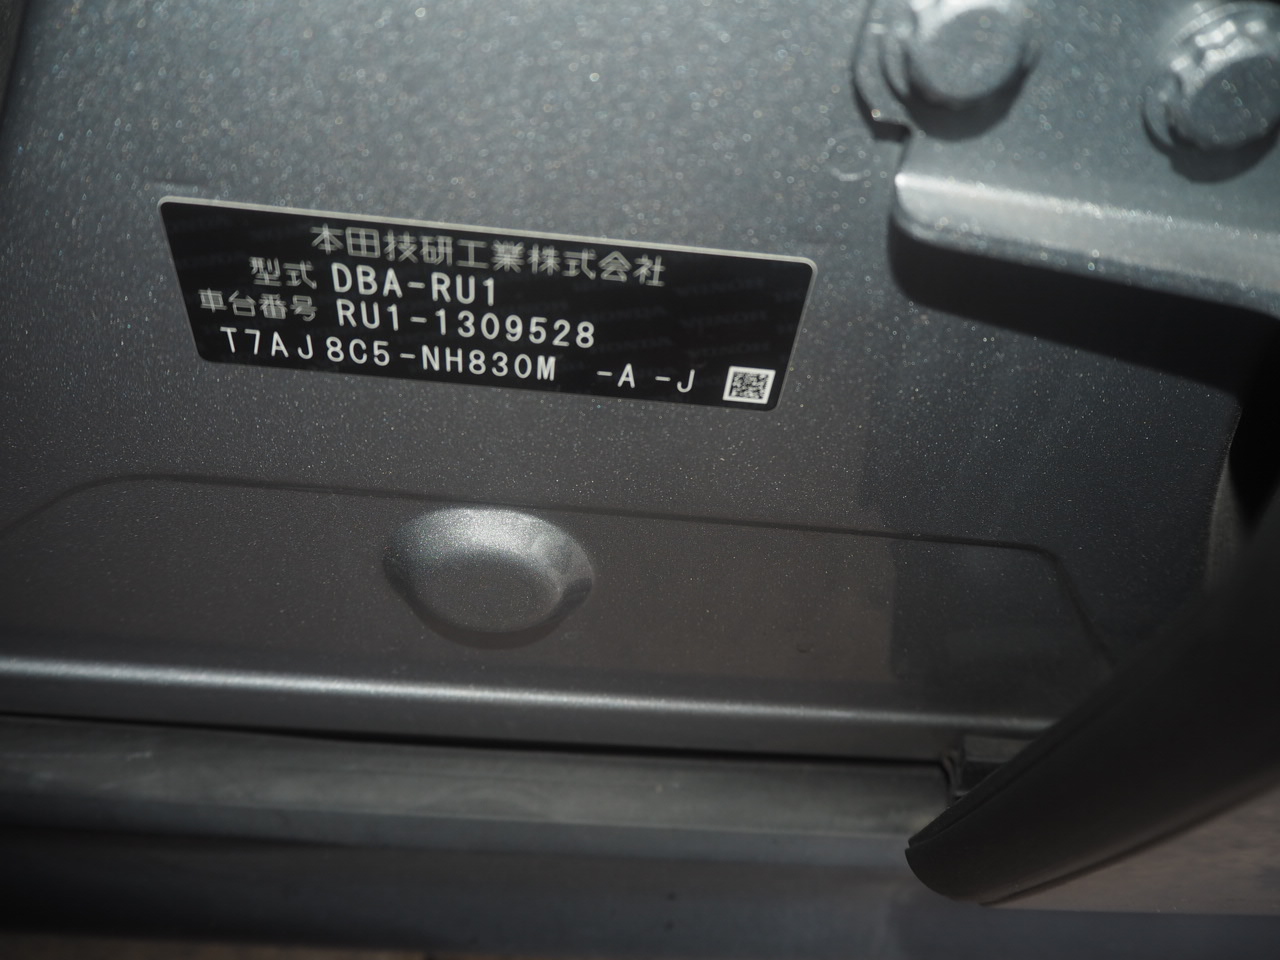 本田技研工業株式会社
型式 DBA-RU1
車台番号 RU1-1309528
T7AJ8C5-NH830M -A -J